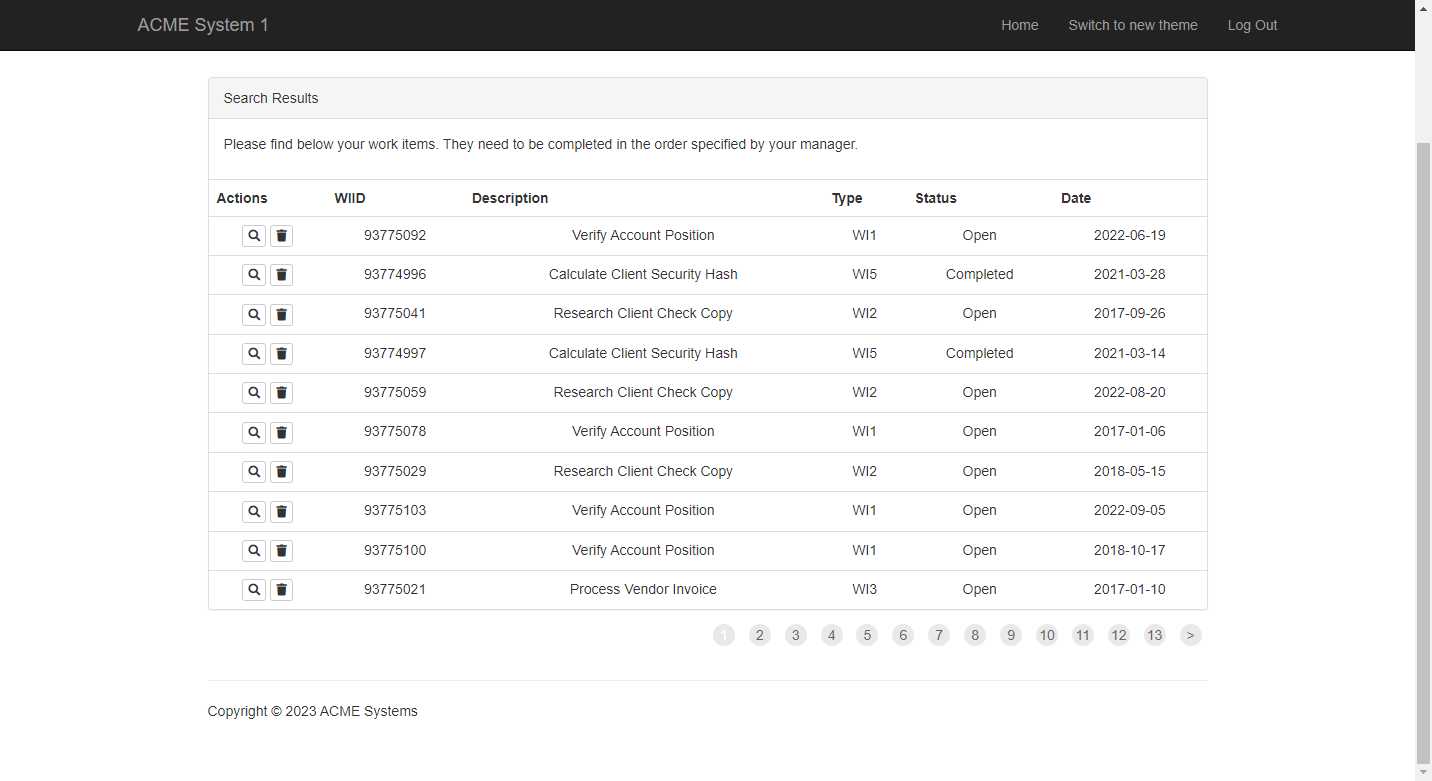 ACME System 1 Home Switch to new theme Log Out
Search Results
Please find below your work items. They need to be completed in the order specified by your manager.
Actions WIID Description Type Status Date
93775092 Verify Account Position WI1 Open 2022-06-19
93774996 Calculate Client Security Hash WI5 Completed 2021-03-28
93775041 Research Client Check Copy WI2 Open 2017-09-26
93774997 Calculate Client Security Hash WI5 Completed 2021-03-14
93775059 Research Client Check Copy WI2 Open 2022-08-20
93775078 Verify Account Position WI1 Open 2017-01-06
93775029 Research Client Check Copy WI2 Open 2018-05-15
93775103 Verify Account Position WI1 Open 2022-09-05
93775100 Verify Account Position WI1 Open 2018-10-17
93775021 Process Vendor Invoice WI3 Open 2017-01-10
1 2 3 4 5 6 7 8 9 10 11 12 13 >
Copyright © 2023 ACME Systems